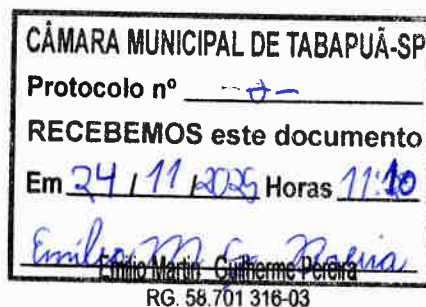 CÂMARA MUNICIPAL DE TABAPUÃ-SP
Protocolo nº
RECEBEMOS este documento
Em 24 / 11 / 2025 Horas 11:10
Emílio Martin Guilherme Pereira
RG. 58.701 316-03